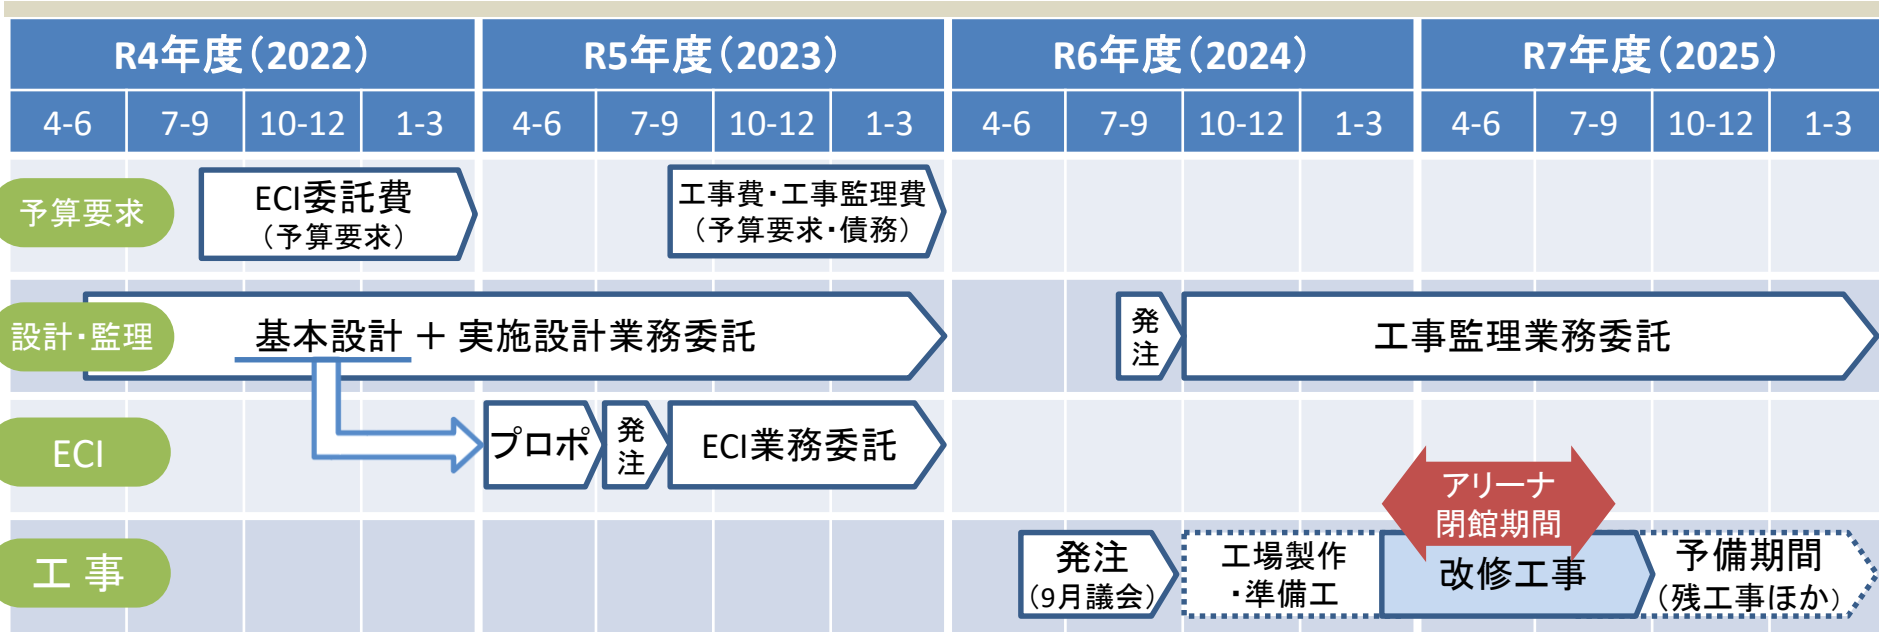 R4年度（2022） R5年度（2023） R6年度（2024） R7年度（2025）
4-6 7-9 10-12 1-3 4-6 7-9 10-12 1-3 4-6 7-9 10-12 1-3 4-6 7-9 10-12 1-3
予算要求
ECI委託費
（予算要求）
工事費・工事監理費
（予算要求・債務）
設計・監理
基本設計 ＋ 実施設計業務委託
発
注
工事監理業務委託
ECI
プロポ
発
注
ECI業務委託
アリーナ
閉館期間
工 事
発注
（9月議会）
工場製作
・準備工
改修工事
予備期間
（残工事ほか）